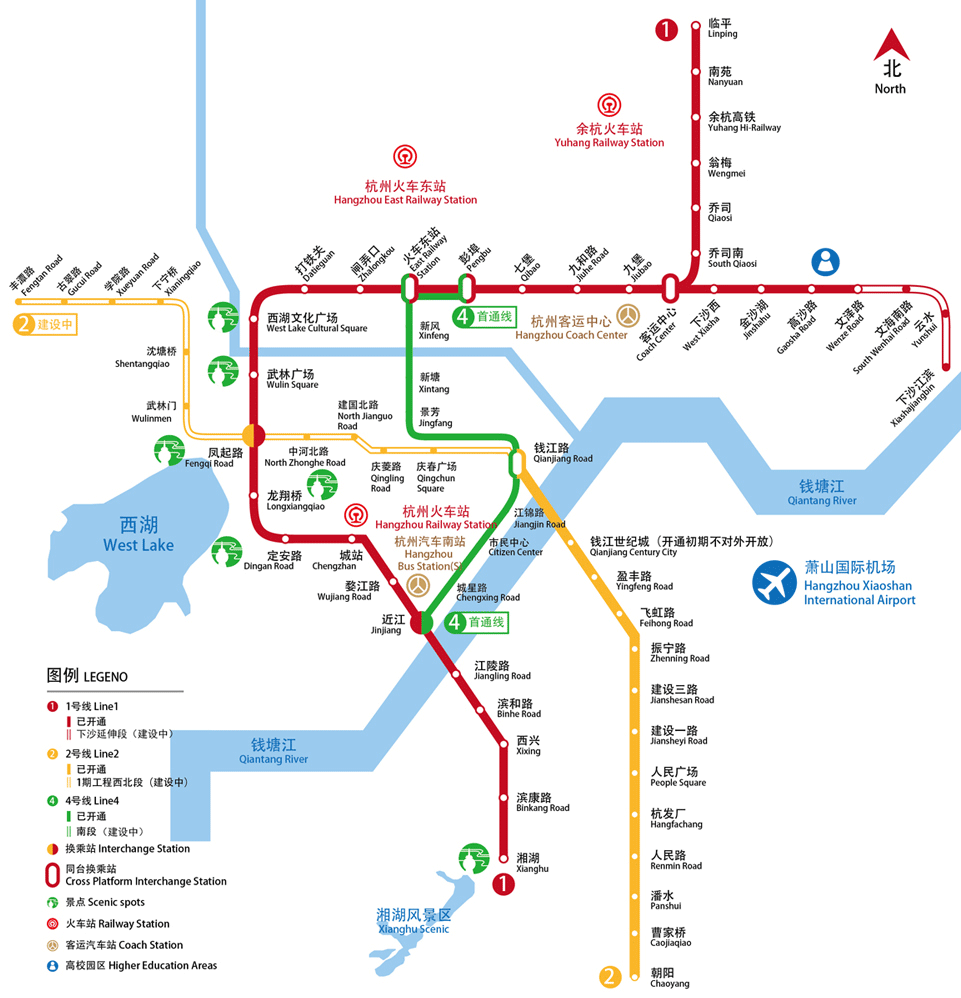 1
临平
Linping
南苑
Nanyuan
余杭高铁
Yuhang Hi-Railway
翁梅
Wengmei
乔司
Qiaosi
乔司南
South Qiaosi
北
North
余杭火车站
Yuhang Railway Station
杭州火车东站
Hangzhou East Railway Station
丰潭路
Fengtan Road
古翠路
Gucui Road
学院路
Xueyuan Road
下宁桥
Xianingqiao
2 建设中
沈塘桥
Shentangqiao
武林门
Wulinmen
打铁关
Datieguan
闸弄口
Zhalongkou
火车东站
East Railway
Station
彭埠
Pengbu
七堡
Qibao
九和路
Jiuhe Road
九堡
Jiubao
客运中心
Coach Center
下沙西
West Xiasha
金沙湖
Jinshahu
高沙路
Gaosha Road
文泽路
Wenze Road
文海南路
South Wenhai Road
云水
Yunshui
下沙江滨
Xiashajiangbin
4 首通线
杭州客运中心
Hangzhou Coach Center
西湖文化广场
West Lake Cultural Square
武林广场
Wulin Square
凤起路
Fengqi Road
中河北路
North Zhonghe Road
建国北路
North Jianguo
Road
庆菱路
Qingling
Road
庆春广场
Qingchun
Square
新风
Xinfeng
新塘
Xintang
景芳
Jingfang
钱江路
Qianjiang Road
江锦路
Jiangjin Road
市民中心
Citizen Center
城星路
Chengxing Road
龙翔桥
Longxiangqiao
定安路
Dingan Road
城站
Chengzhan
婺江路
Wujiang Road
近江
Jinjiang
4 首通线
杭州火车站
Hangzhou Railway Station
杭州汽车南站
Hangzhou
Bus Station(S)
西湖
West Lake
钱塘江
Qiantang River
钱江世纪城（开通初期不对外开放）
Qianjiang Century City
盈丰路
Yingfeng Road
飞虹路
Feihong Road
振宁路
Zhenning Road
建设三路
Jianshesan Road
建设一路
Jiansheyi Road
人民广场
People Square
杭发厂
Hangfachang
人民路
Renmin Road
潘水
Panshui
曹家桥
Caojiaqiao
朝阳
Chaoyang
2
萧山国际机场
Hangzhou Xiaoshan
International Airport
江陵路
Jiangling Road
滨和路
Binhe Road
西兴
Xixing
滨康路
Binkang Road
湘湖
Xianghu
1
湘湖风景区
Xianghu Scenic
钱塘江
Qiantang River
图例 LEGENO
1 1号线 Line1
已开通
下沙延伸段（建设中）
2 2号线 Line2
已开通
1期工程西北段（建设中）
4 4号线 Line4
已开通
南段（建设中）
换乘站 Interchange Station
同台换乘站
Cross Platform Interchange Station
景点 Scenic spots
火车站 Railway Station
客运汽车站 Coach Station
高校园区 Higher Education Areas